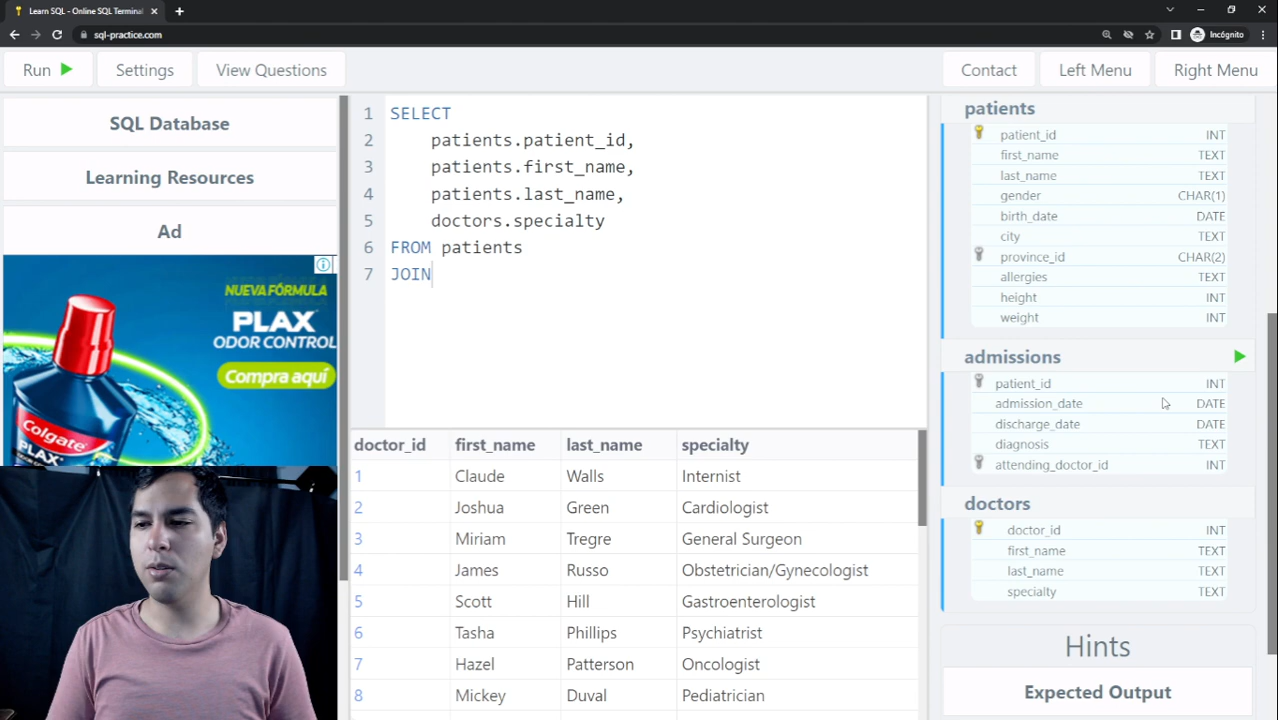 Learn SQL - Online SQL Terminal
sql-practice.com
Incógnito
Run
Settings
View Questions
Contact
Left Menu
Right Menu
SQL Database
Learning Resources
Ad
NUEVA FÓRMULA
PLAX
ODOR CONTROL
Compra aquí
Colgate
PLAX
1 SELECT
2 patients.patient_id,
3 patients.first_name,
4 patients.last_name,
5 doctors.specialty
6 FROM patients
7 JOIN
doctor_id first_name last_name specialty
1 Claude Walls Internist
2 Joshua Green Cardiologist
3 Miriam Tregre General Surgeon
4 James Russo Obstetrician/Gynecologist
5 Scott Hill Gastroenterologist
6 Tasha Phillips Psychiatrist
7 Hazel Patterson Oncologist
8 Mickey Duval Pediatrician
patients
patient_id INT
first_name TEXT
last_name TEXT
gender CHAR(1)
birth_date DATE
city TEXT
province_id CHAR(2)
allergies TEXT
height INT
weight INT
admissions
patient_id INT
admission_date DATE
discharge_date DATE
diagnosis TEXT
attending_doctor_id INT
doctors
doctor_id INT
first_name TEXT
last_name TEXT
specialty TEXT
Hints
Expected Output